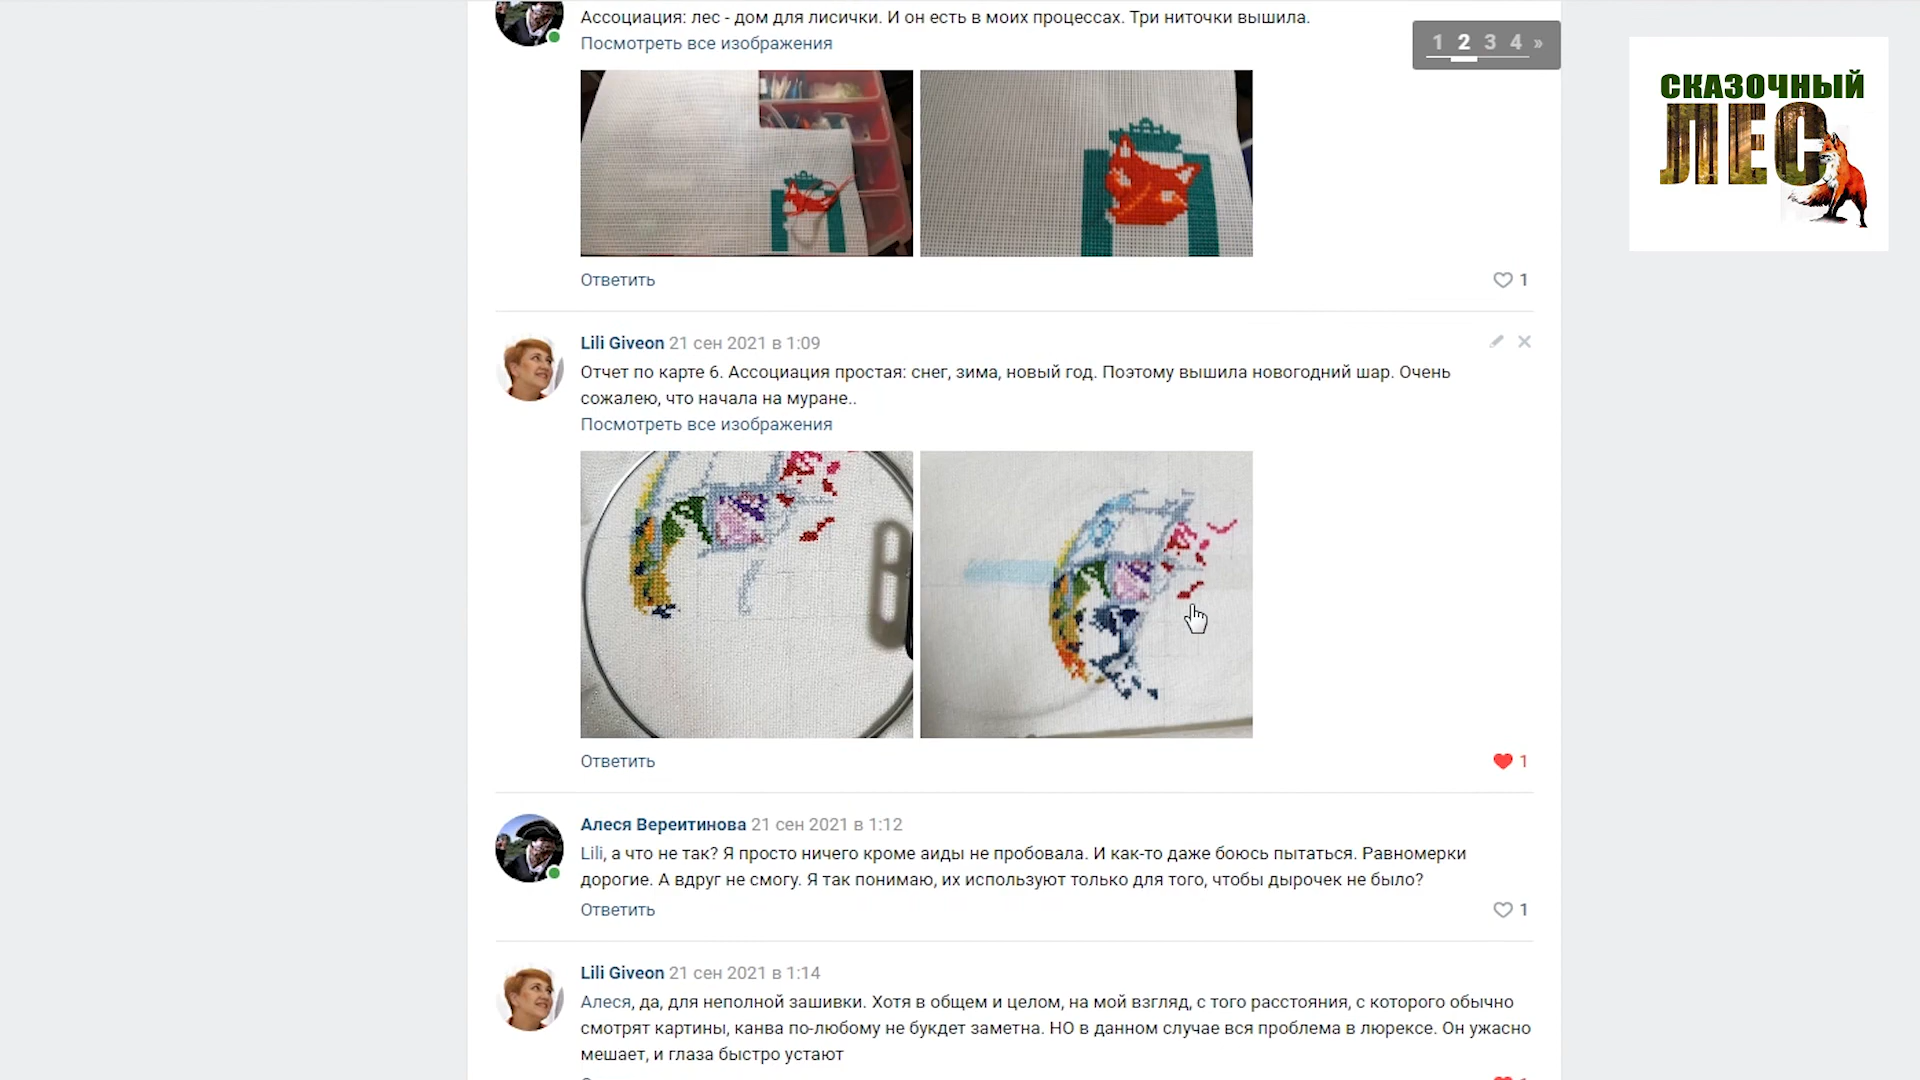 Ассоциация: лес - дом для лисички. И он есть в моих процессах. Три ниточки вышила.
Посмотреть все изображения
1 2 3 4 »
СКАЗОЧНЫЙ
ЛЕС
Ответить
1
Lili Giveon 21 сен 2021 в 1:09
Отчет по карте 6. Ассоциация простая: снег, зима, новый год. Поэтому вышила новогодний шар. Очень
сожалею, что начала на муране..
Посмотреть все изображения
Ответить
1
Алеся Вереитинова 21 сен 2021 в 1:12
Lili, а что не так? Я просто ничего кроме аиды не пробовала. И как-то даже боюсь пытаться. Равномерки
дорогие. А вдруг не смогу. Я так понимаю, их используют только для того, чтобы дырочек не было?
Ответить
1
Lili Giveon 21 сен 2021 в 1:14
Алеся, да, для неполной зашивки. Хотя в общем и целом, на мой взгляд, с того расстояния, с которого обычно
смотрят картины, канва по-любому не букдет заметна. НО в данном случае вся проблема в люрексе. Он ужасно
мешает, и глаза быстро устают